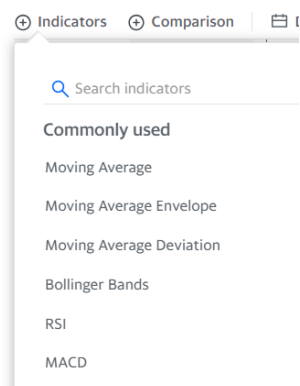 Indicators Comparison
Search indicators
Commonly used
Moving Average
Moving Average Envelope
Moving Average Deviation
Bollinger Bands
RSI
MACD